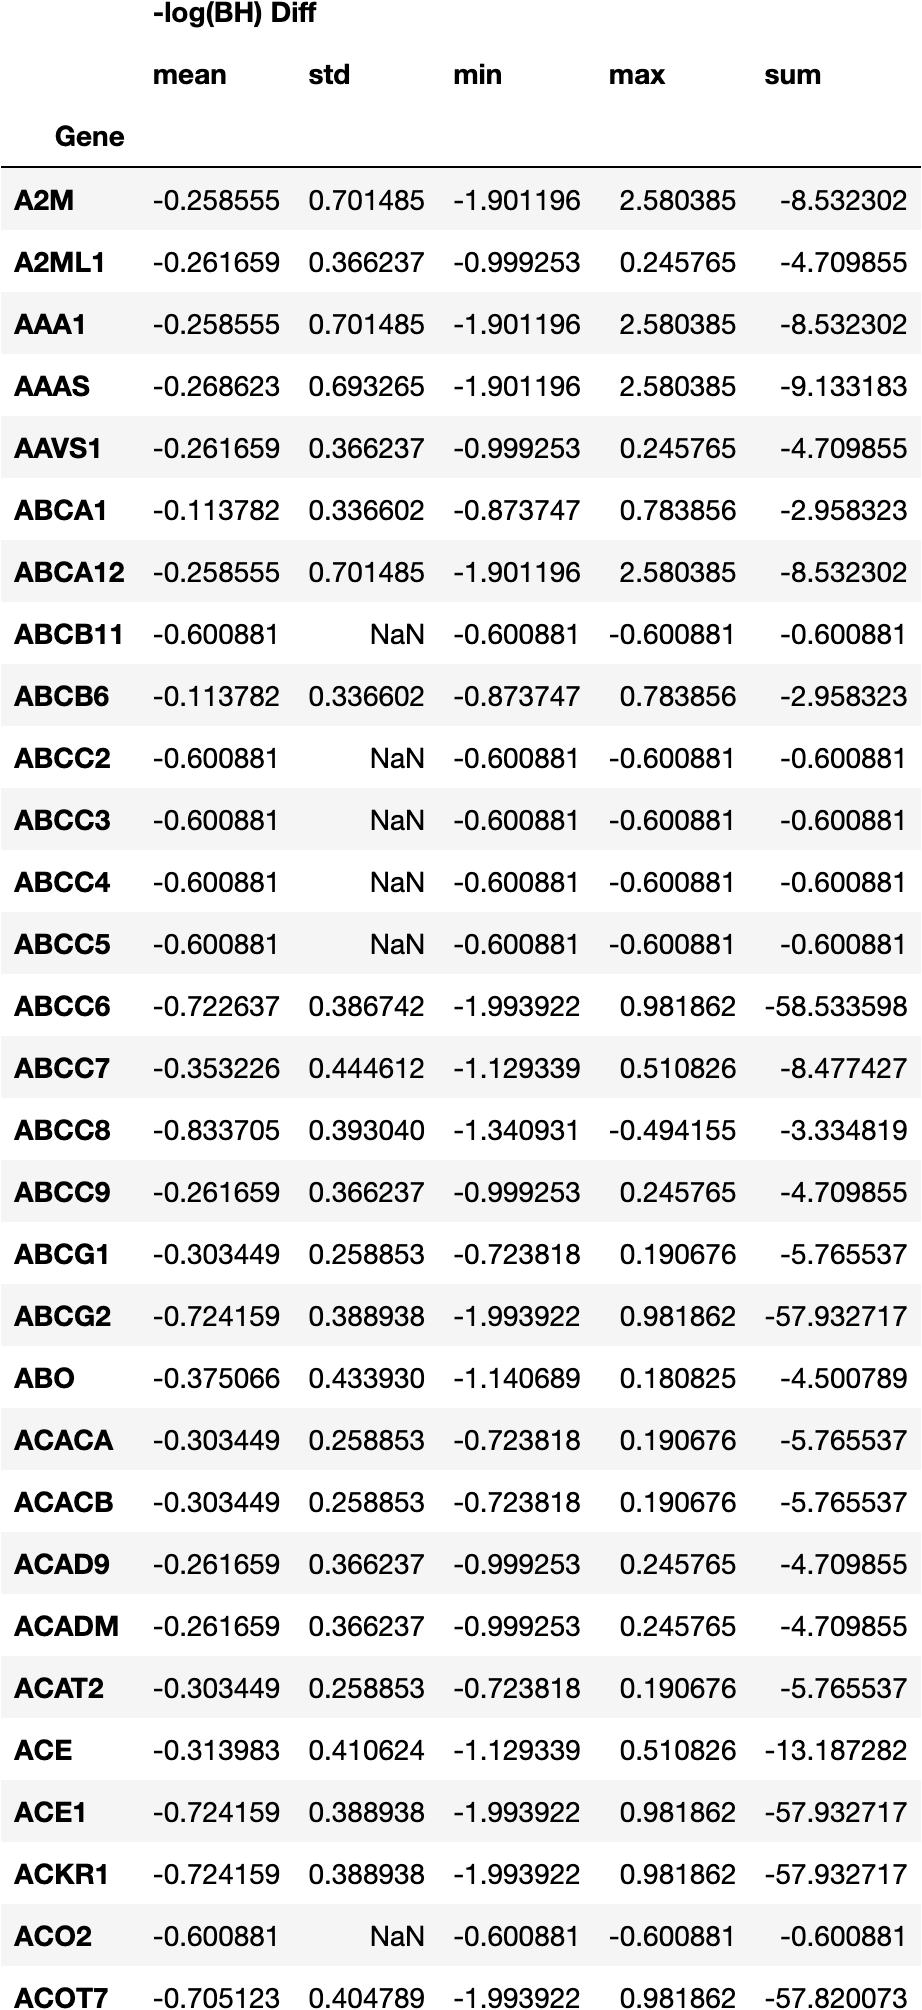 -log(BH) Diff
mean std min max sum
Gene
A2M -0.258555 0.701485 -1.901196 2.580385 -8.532302
A2ML1 -0.261659 0.366237 -0.999253 0.245765 -4.709855
AAA1 -0.258555 0.701485 -1.901196 2.580385 -8.532302
AAAS -0.268623 0.693265 -1.901196 2.580385 -9.133183
AAVS1 -0.261659 0.366237 -0.999253 0.245765 -4.709855
ABCA1 -0.113782 0.336602 -0.873747 0.783856 -2.958323
ABCA12 -0.258555 0.701485 -1.901196 2.580385 -8.532302
ABCB11 -0.600881 NaN -0.600881 -0.600881 -0.600881
ABCB6 -0.113782 0.336602 -0.873747 0.783856 -2.958323
ABCC2 -0.600881 NaN -0.600881 -0.600881 -0.600881
ABCC3 -0.600881 NaN -0.600881 -0.600881 -0.600881
ABCC4 -0.600881 NaN -0.600881 -0.600881 -0.600881
ABCC5 -0.600881 NaN -0.600881 -0.600881 -0.600881
ABCC6 -0.722637 0.386742 -1.993922 0.981862 -58.533598
ABCC7 -0.353226 0.444612 -1.129339 0.510826 -8.477427
ABCC8 -0.833705 0.393040 -1.340931 -0.494155 -3.334819
ABCC9 -0.261659 0.366237 -0.999253 0.245765 -4.709855
ABCG1 -0.303449 0.258853 -0.723818 0.190676 -5.765537
ABCG2 -0.724159 0.388938 -1.993922 0.981862 -57.932717
ABO -0.375066 0.433930 -1.140689 0.180825 -4.500789
ACACA -0.303449 0.258853 -0.723818 0.190676 -5.765537
ACACB -0.303449 0.258853 -0.723818 0.190676 -5.765537
ACAD9 -0.261659 0.366237 -0.999253 0.245765 -4.709855
ACADM -0.261659 0.366237 -0.999253 0.245765 -4.709855
ACAT2 -0.303449 0.258853 -0.723818 0.190676 -5.765537
ACE -0.313983 0.410624 -1.129339 0.510826 -13.187282
ACE1 -0.724159 0.388938 -1.993922 0.981862 -57.932717
ACKR1 -0.724159 0.388938 -1.993922 0.981862 -57.932717
ACO2 -0.600881 NaN -0.600881 -0.600881 -0.600881
ACOT7 -0.705123 0.404789 -1.993922 0.981862 -57.820073